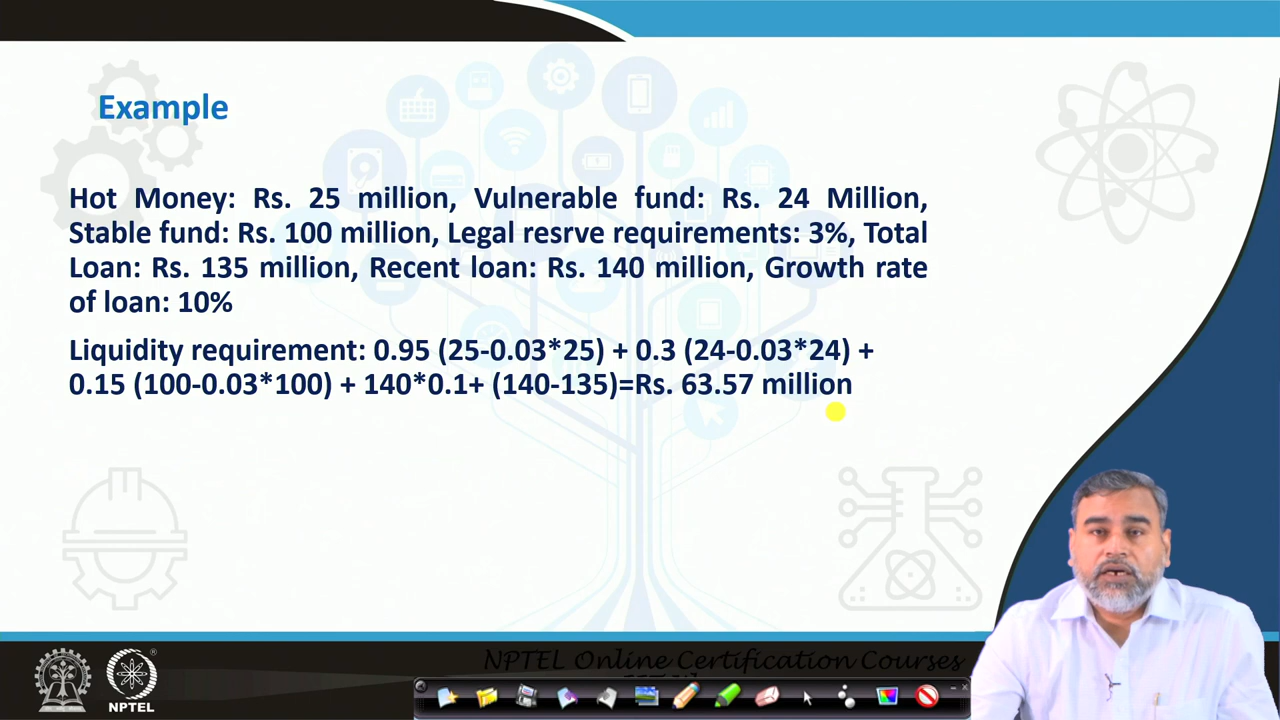 Example
Hot Money: Rs. 25 million, Vulnerable fund: Rs. 24 Million,
Stable fund: Rs. 100 million, Legal resrve requirements: 3%, Total
Loan: Rs. 135 million, Recent loan: Rs. 140 million, Growth rate
of loan: 10%
Liquidity requirement: 0.95 (25-0.03*25) + 0.3 (24-0.03*24) +
0.15 (100-0.03*100) + 140*0.1+ (140-135)=Rs. 63.57 million
NPTEL Online Certification Courses
NPTEL